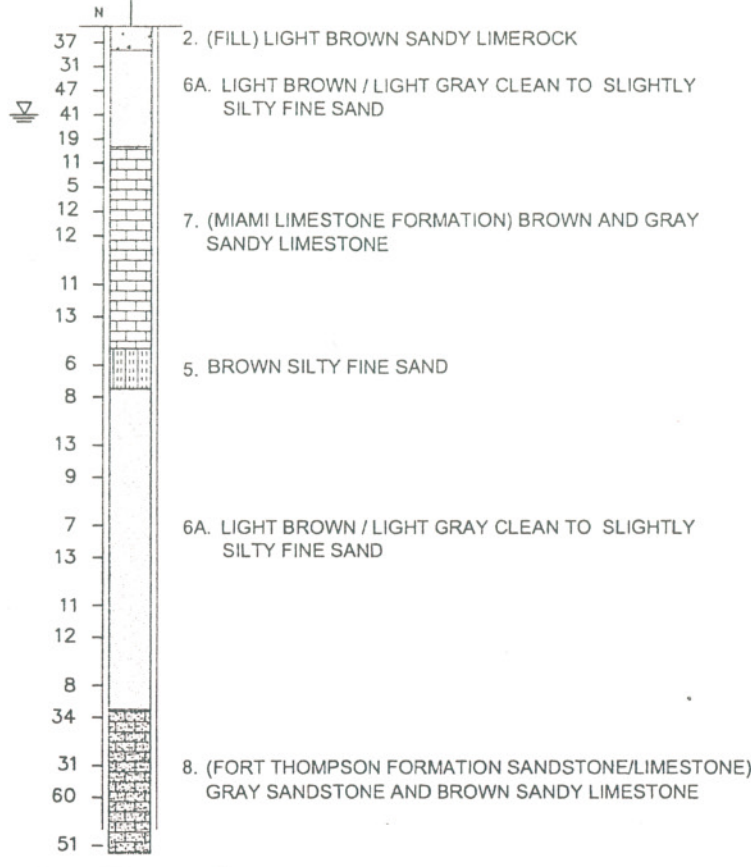 N
37 2. (FILL) LIGHT BROWN SANDY LIMEROCK
31
47 6A. LIGHT BROWN / LIGHT GRAY CLEAN TO SLIGHTLY
41 SILTY FINE SAND
19
11
5
12 7. (MIAMI LIMESTONE FORMATION) BROWN AND GRAY
12 SANDY LIMESTONE
11
13
6 5. BROWN SILTY FINE SAND
8
13
9
7 6A. LIGHT BROWN / LIGHT GRAY CLEAN TO SLIGHTLY
13 SILTY FINE SAND
11
12
8
34
31 8. (FORT THOMPSON FORMATION SANDSTONE/LIMESTONE)
60 GRAY SANDSTONE AND BROWN SANDY LIMESTONE
51